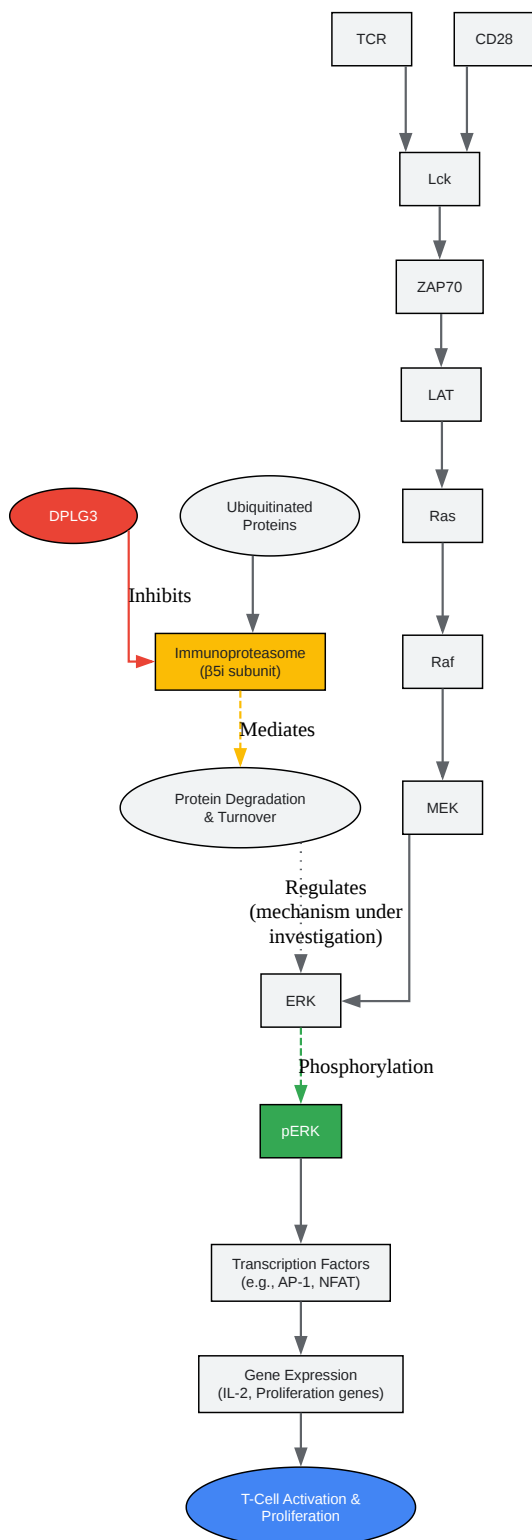 TCR
CD28
Lck
ZAP70
LAT
DPLG3
Ubiquitinated
Proteins
Ras
Inhibits
Immunoproteasome
(β5i subunit)
Raf
Mediates
Protein Degradation
& Turnover
MEK
Regulates
(mechanism under
investigation)
ERK
Phosphorylation
pERK
Transcription Factors
(e.g., AP-1, NFAT)
Gene Expression
(IL-2, Proliferation genes)
T-Cell Activation &
Proliferation